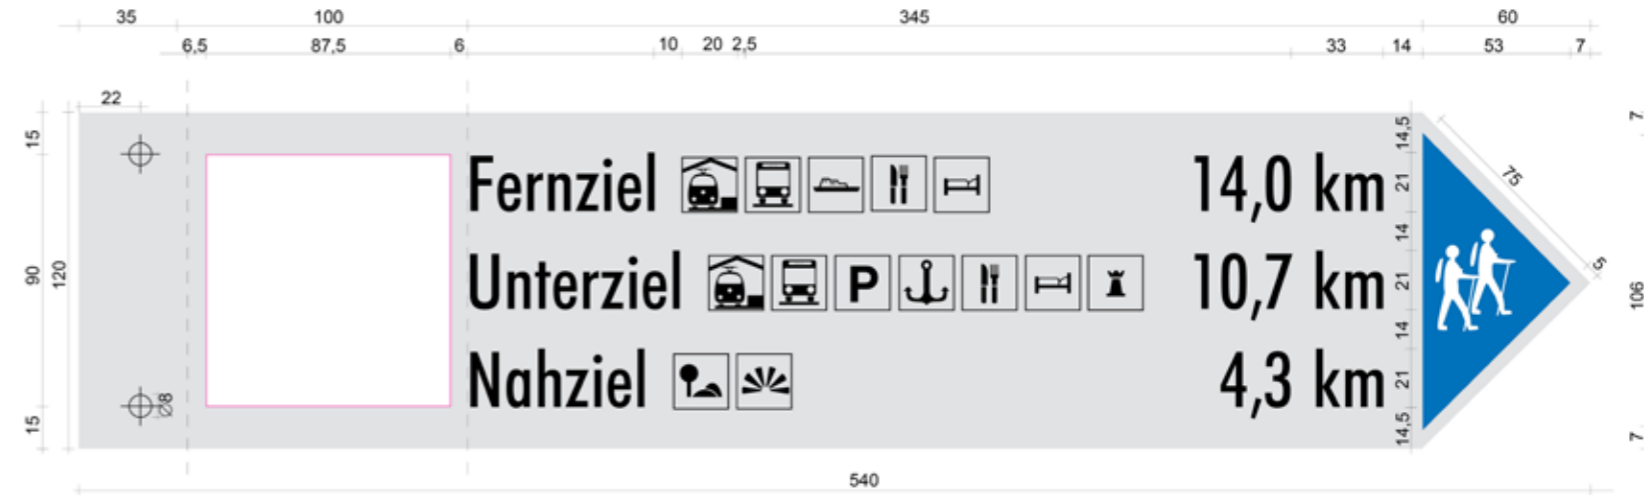 35 100 345 60
6,5 87,5 6 10 20 2,5 33 14 53 7
22
15 90 15 120
Fernziel 14,0 km
Unterziel P 10,7 km
Nahziel 4,3 km
14,5 21 14 21 14 21 14,5
75
5
7 106 7
Ø8
540